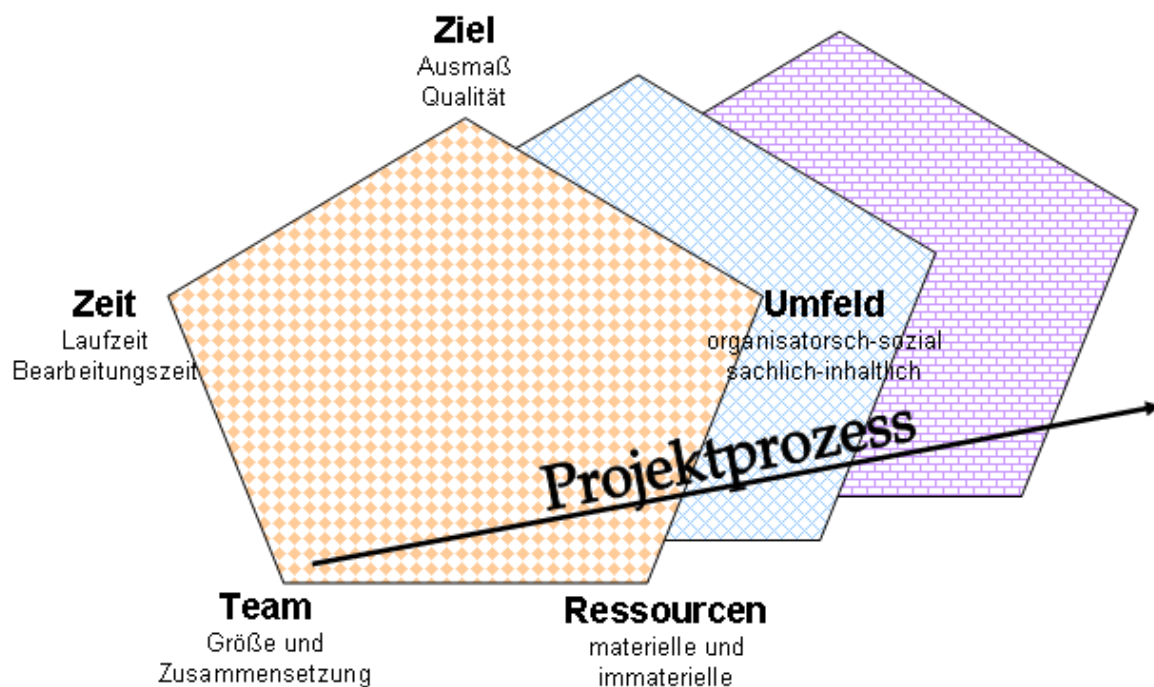 Ziel
Ausmaß
Qualität
Zeit
Laufzeit
Bearbeitungszeit
Umfeld
organisatorsch-sozial
sachlich-inhaltlich
Projektprozess
Team
Größe und
Zusammensetzung
Ressourcen
materielle und
immaterielle